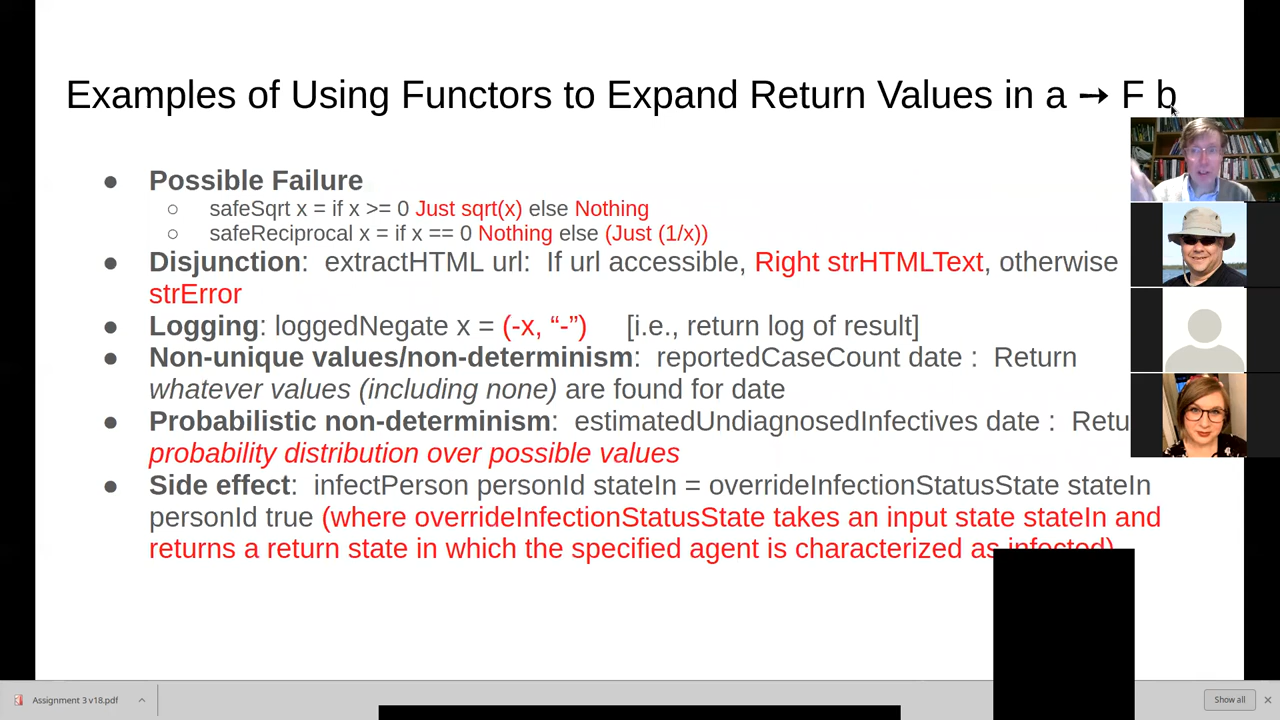 Examples of Using Functors to Expand Return Values in a → F b
● Possible Failure
○ safeSqrt x = if x >= 0 Just sqrt(x) else Nothing
○ safeReciprocal x = if x == 0 Nothing else (Just (1/x))
● Disjunction: extractHTML url: If url accessible, Right strHTMLText, otherwise
strError
● Logging: loggedNegate x = (-x, “-”) [i.e., return log of result]
● Non-unique values/non-determinism: reportedCaseCount date : Return
whatever values (including none) are found for date
● Probabilistic non-determinism: estimatedUndiagnosedInfectives date :
probability distribution over possible values
● Side effect: infectPerson personId stateIn = overrideInfectionStatusState stateIn
personId true (where overrideInfectionStatusState takes an input state stateIn and
returns a return state in which the specified agent is characterized as infected)
Assignment 3 v18.pdf
Show all